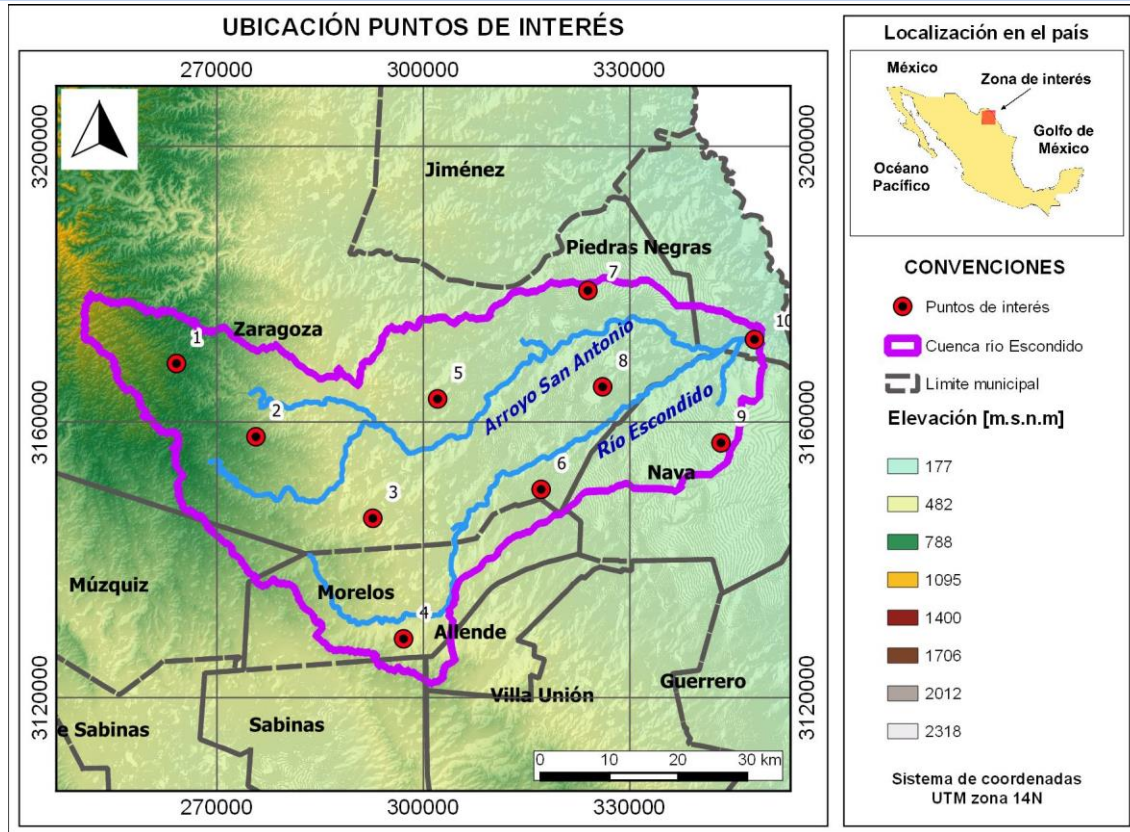 UBICACIÓN PUNTOS DE INTERÉS
270000
300000
330000
3200000
3200000
Jiménez
Piedras Negras
7
Zaragoza
1
10
5
Arroyo San Antonio
8
2
3160000
3160000
Río Escondido
9
6
Nava
3
Múzquiz
Morelos
4
Allende
Guerrero
Villa Unión
3120000
3120000
e Sabinas
Sabinas
0 10 20 30 km
270000
300000
330000
Localización en el país
México
Zona de interés
Golfo de
México
Océano
Pacífico
CONVENCIONES
Puntos de interés
Cuenca río Escondido
Límite municipal
Elevación [m.s.n.m]
177
482
788
1095
1400
1706
2012
2318
Sistema de coordenadas
UTM zona 14N